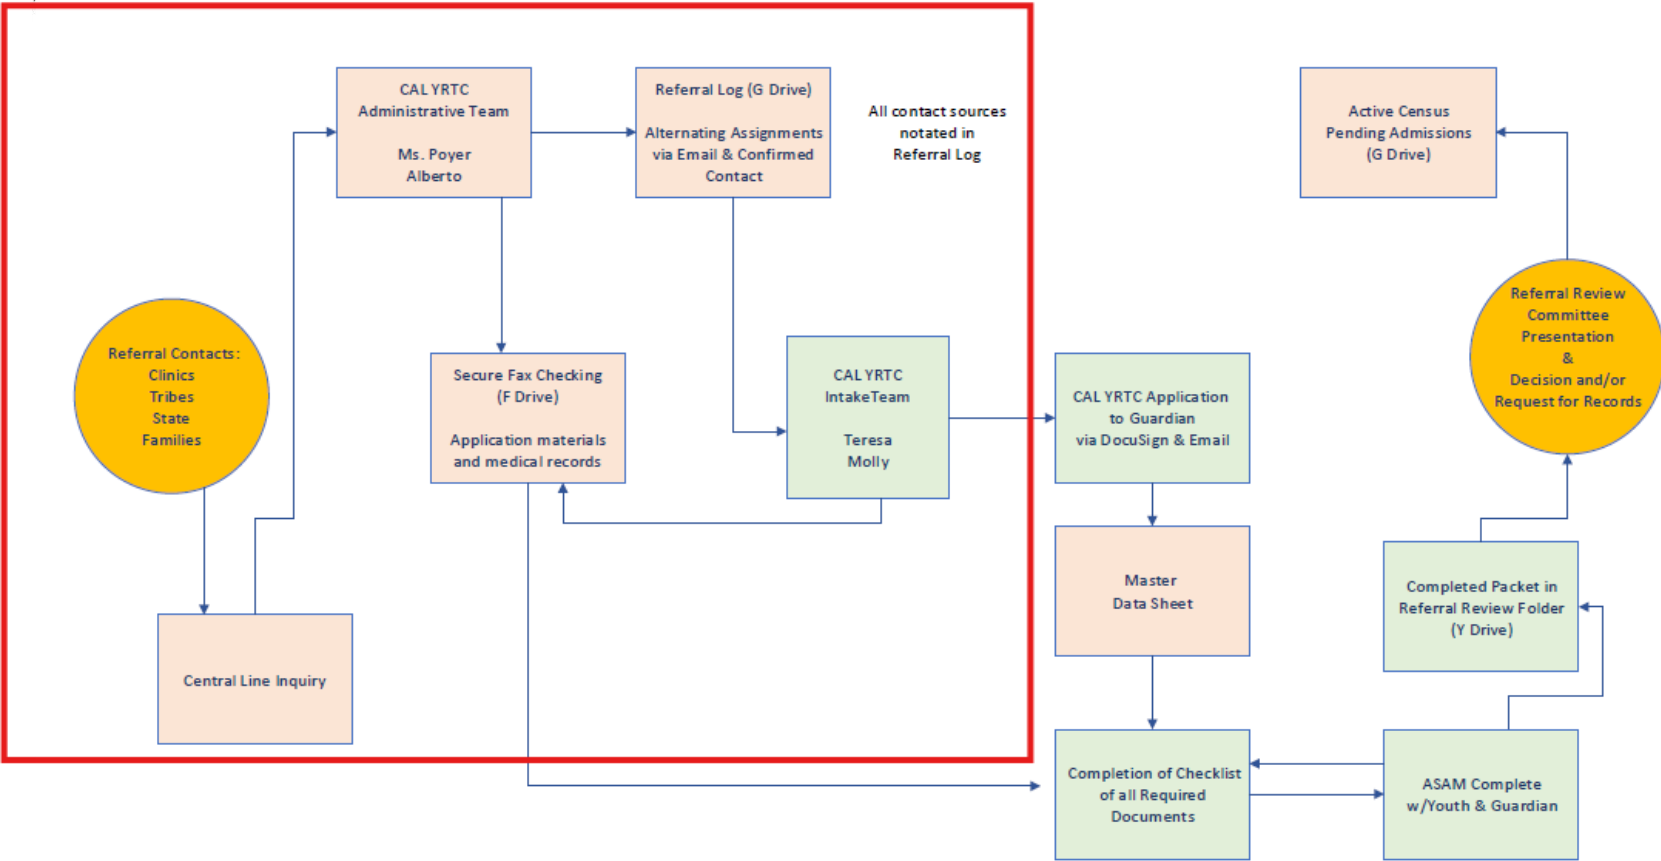 CAL YRTC
Administrative Team
Ms. Poyer
Alberto
Referral Log (G Drive)
Alternating Assignments
via Email & Confirmed
Contact
All contact sources
notated in
Referral Log
Active Census
Pending Admissions
(G Drive)
Referral Contacts:
Clinics
Tribes
State
Families
Secure Fax Checking
(F Drive)
Application materials
and medical records
CAL YRTC
IntakeTeam
Teresa
Molly
CAL YRTC Application
to Guardian
via DocuSign & Email
Referral Review
Committee
Presentation
&
Decision and/or
Request for Records
Central Line Inquiry
Master
Data Sheet
Completed Packet in
Referral Review Folder
(Y Drive)
Completion of Checklist
of all Required
Documents
ASAM Complete
w/Youth & Guardian